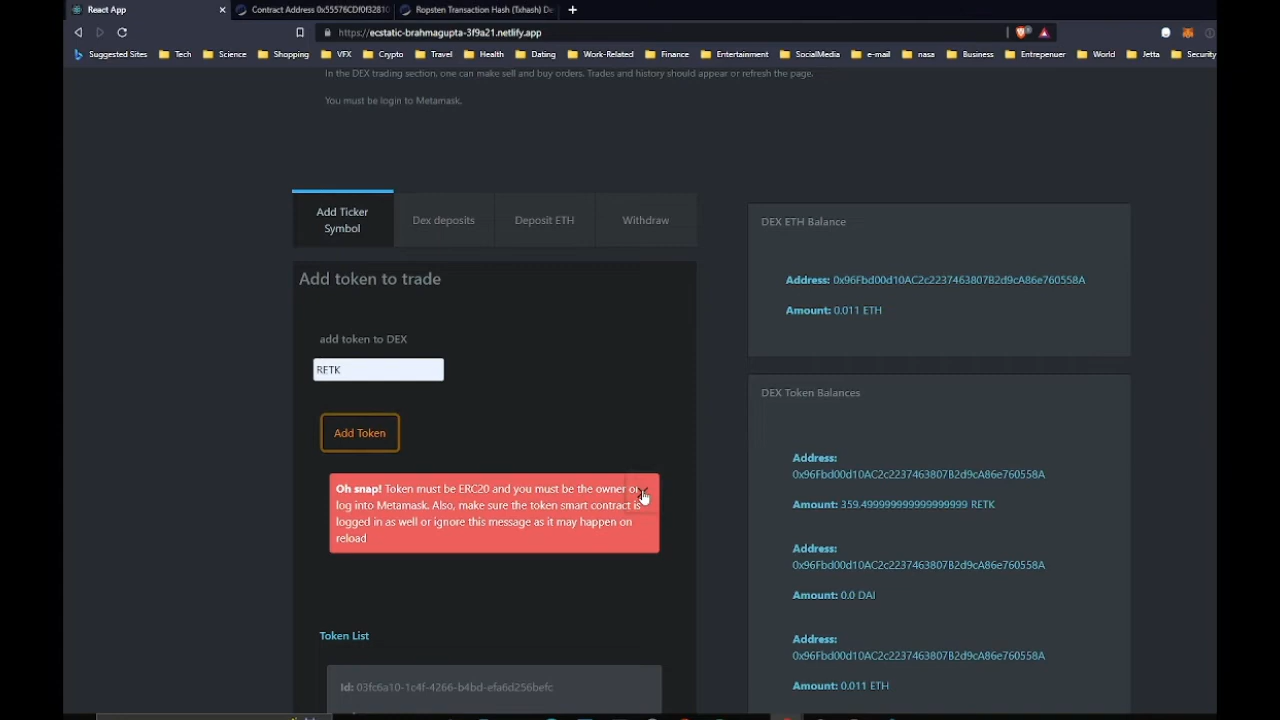 React App
Contract Address 0x55576CDf0f32810
Ropsten Transaction Hash (Txhash) De
https://ecstatic-brahmagupta-3f9a21.netlify.app
Suggested Sites
Tech
Science
Shopping
VFX
Crypto
Travel
Health
Dating
Work-Related
Finance
Entertainment
SocialMedia
e-mail
nasa
Business
Entrepenuer
World
Jetta
Security
In the DEX trading section, one can make sell and buy orders. Trades and history should appear or refresh the page.
You must be login to Metamask.
Add Ticker
Symbol
Dex deposits
Deposit ETH
Withdraw
Add token to trade
add token to DEX
RETK
Add Token
Oh snap! Token must be ERC20 and you must be the owner or
log into Metamask. Also, make sure the token smart contract is
logged in as well or ignore this message as it may happen on
reload
Token List
Id: 03fc6a10-1c4f-4266-b4bd-efa6d256befc
DEX ETH Balance
Address: 0x96Fbd00d10AC2c2237463807B2d9cA86e760558A
Amount: 0.011 ETH
DEX Token Balances
Address:
0x96Fbd00d10AC2c2237463807B2d9cA86e760558A
Amount: 359.499999999999999999 RETK
Address:
0x96Fbd00d10AC2c2237463807B2d9cA86e760558A
Amount: 0.0 DAI
Address:
0x96Fbd00d10AC2c2237463807B2d9cA86e760558A
Amount: 0.011 ETH